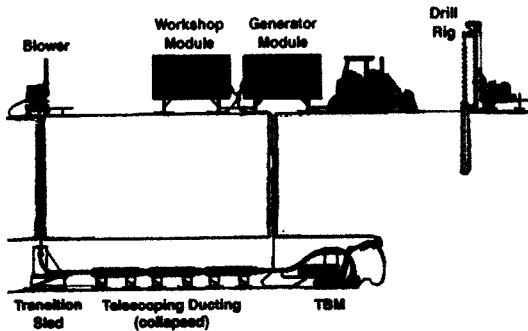 Blower
Workshop
Module
Generator
Module
Drill
Rig
Transition
Sled
Telescoping Ducting
(collapsed)
TBM